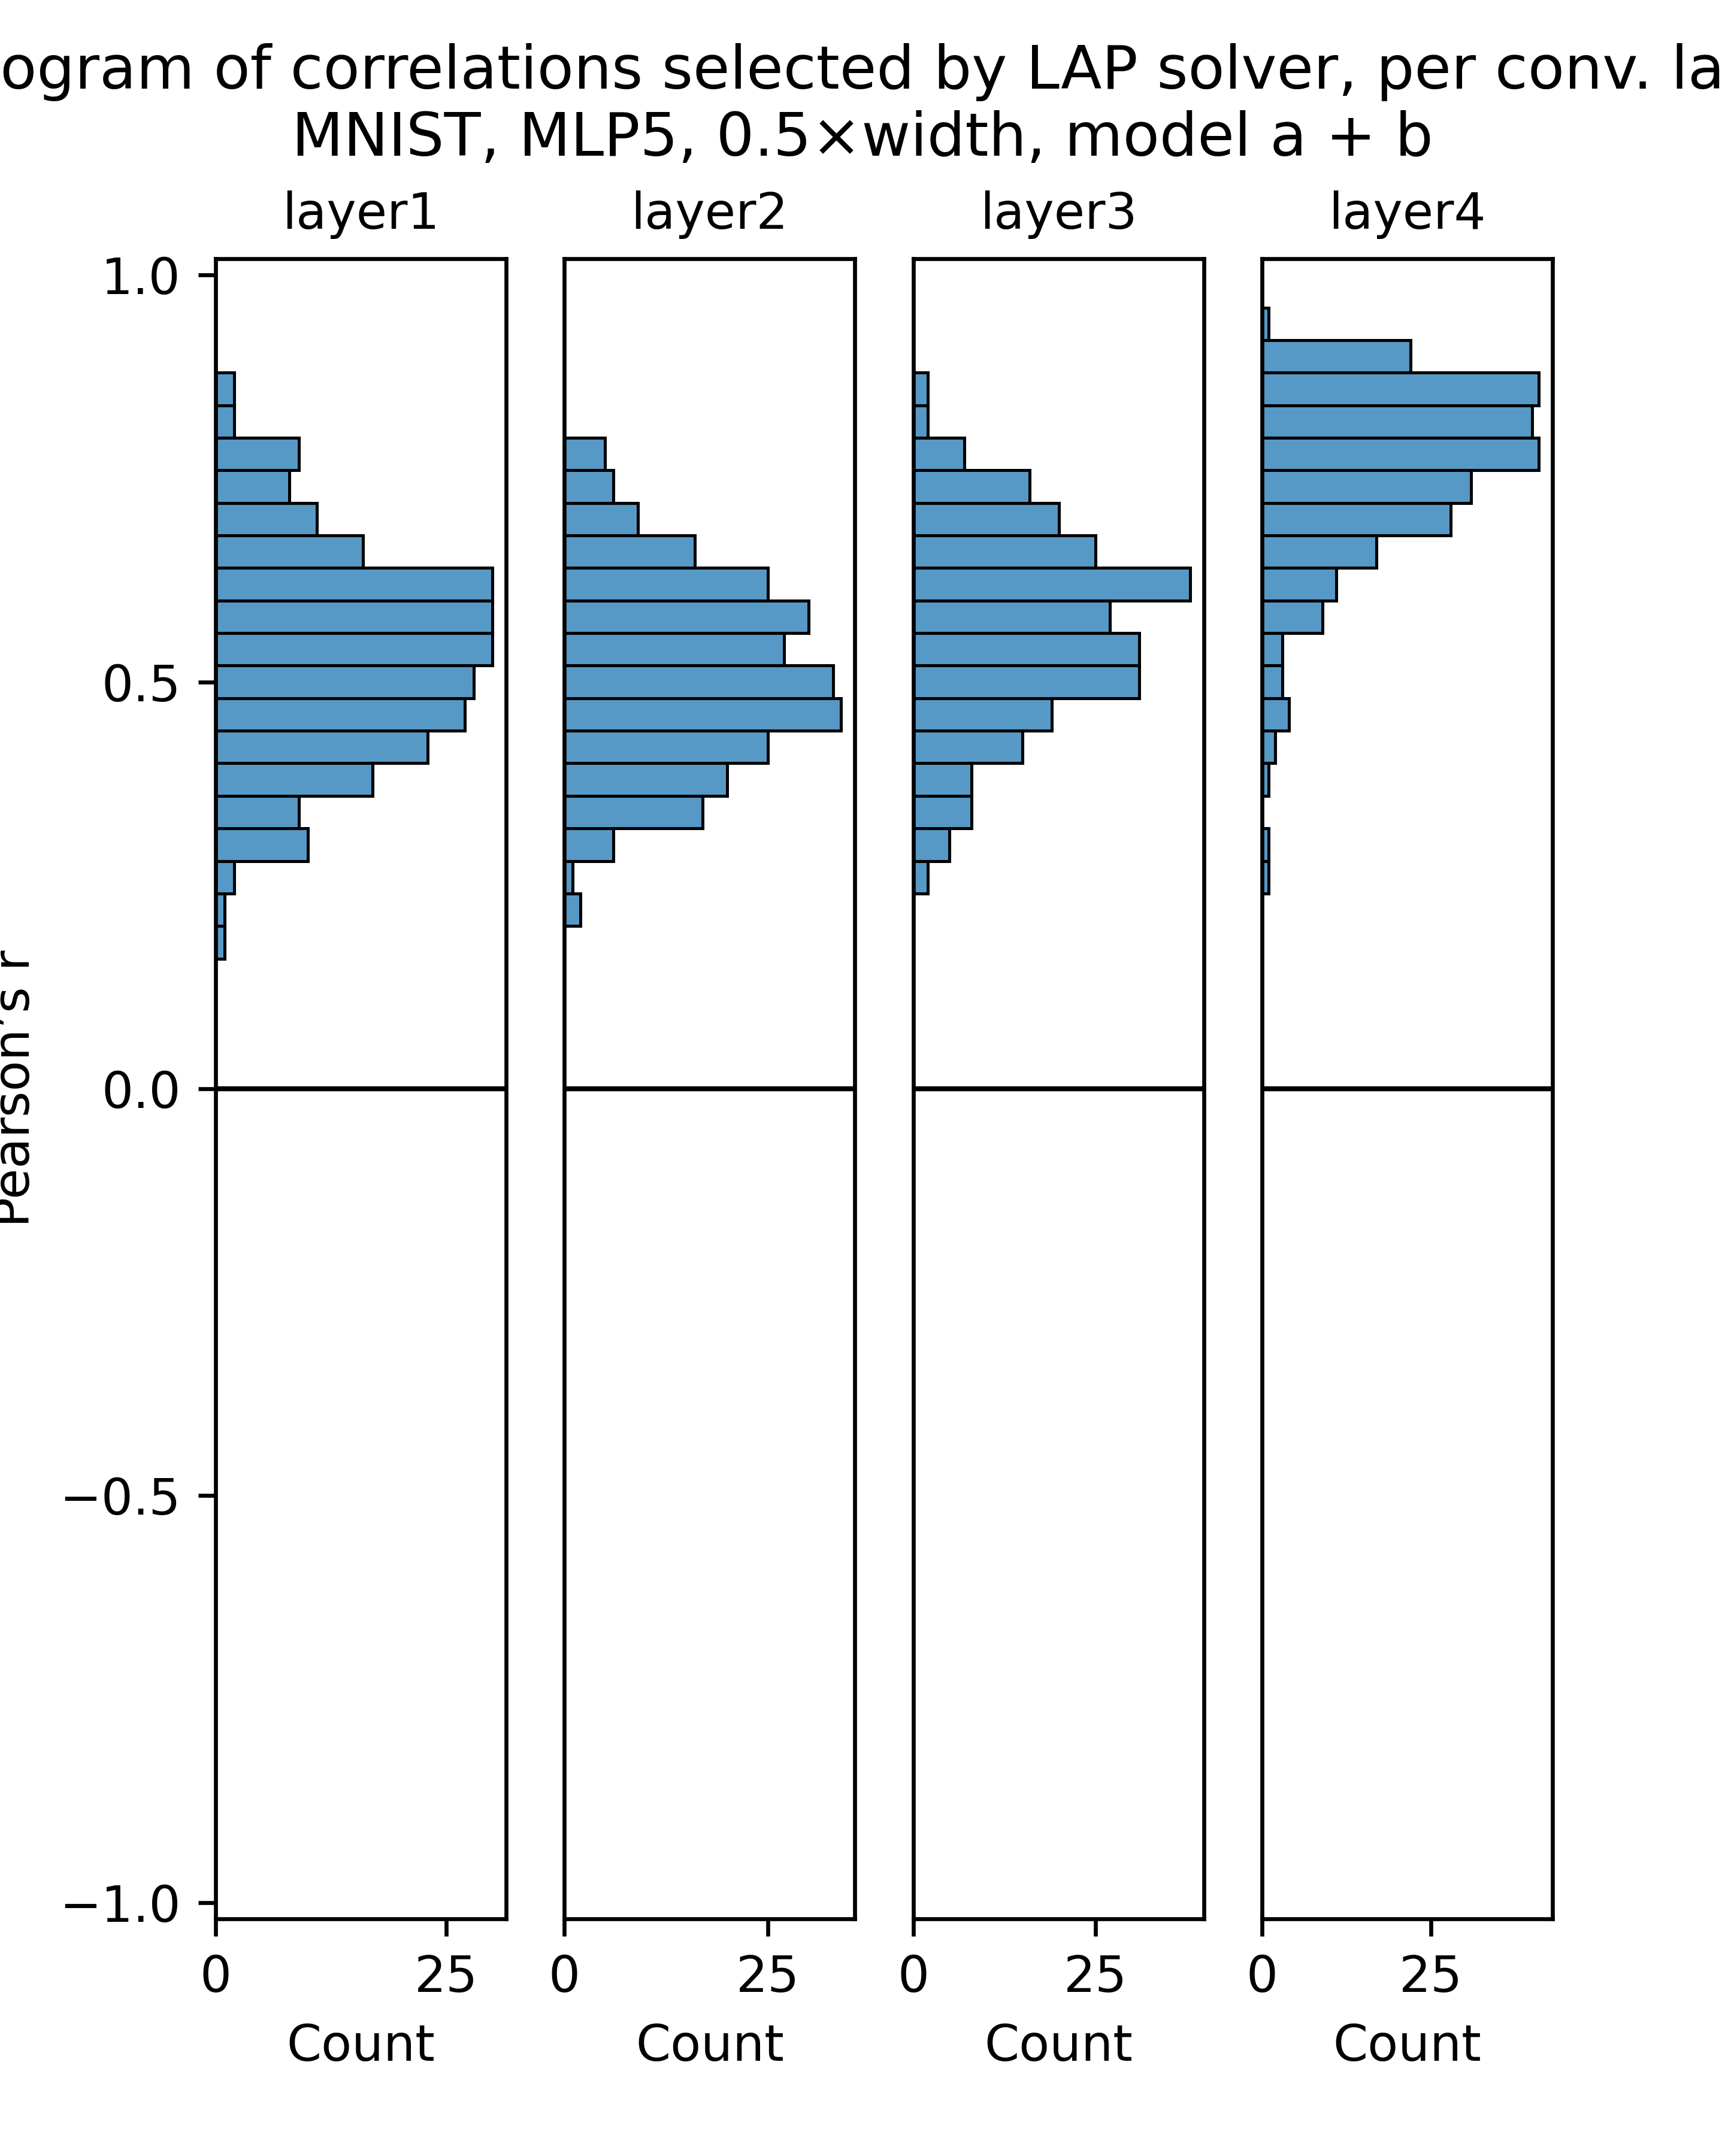 ogram of correlations selected by LAP solver, per conv. la
MNIST, MLP5, 0.5×width, model a + b
layer1 layer2 layer3 layer4
1.0
0.5
0.0
−0.5
−1.0
Pearson’s r
0 25 0 25 0 25 0 25
Count Count Count Count